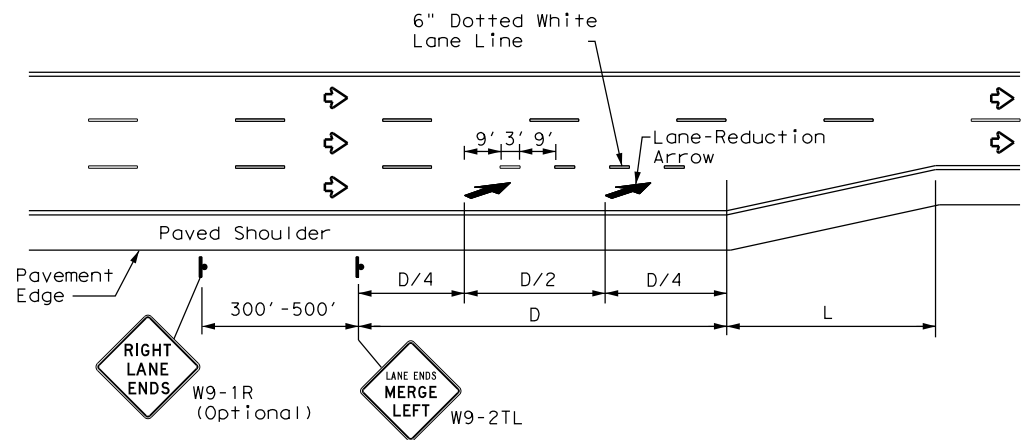 6" Dotted White
Lane Line
9' 3' 9'
Lane-Reduction
Arrow
Paved Shoulder
Pavement
Edge
D/4 D/2 D/4
300'-500' D L
RIGHT
LANE
ENDS
W9-1R
(Optional)
LANE ENDS
MERGE
LEFT
W9-2TL